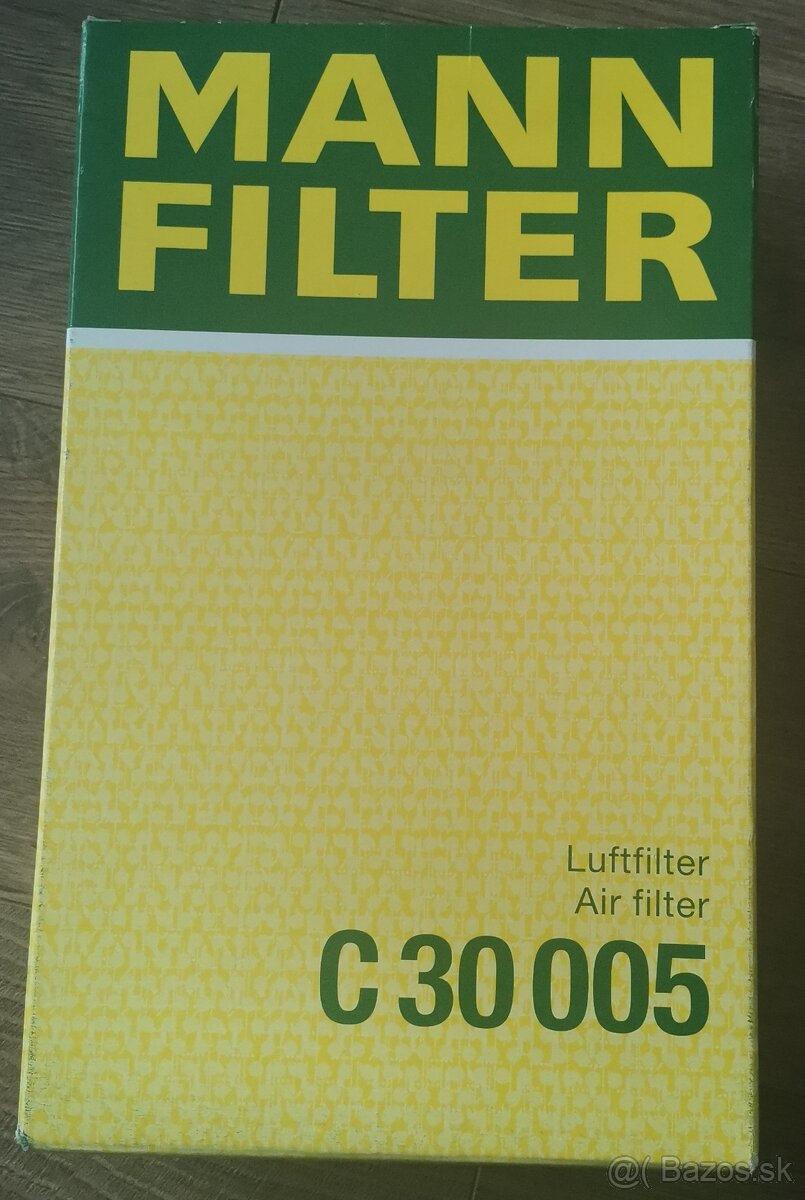 MANN
FILTER
Luftfilter
Air filter
C 30 005
@( Bazos.sk